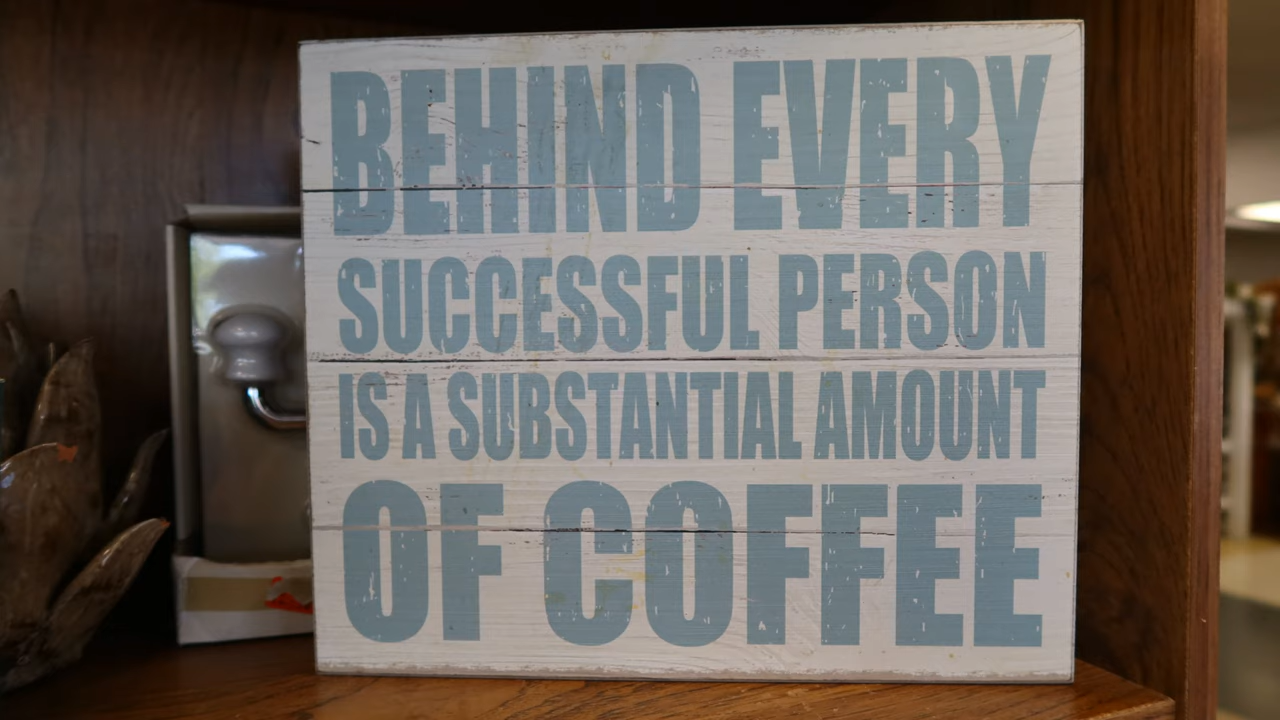 BEHIND EVERY
SUCCESSFUL PERSON
IS A SUBSTANTIAL AMOUNT
OF COFFEE